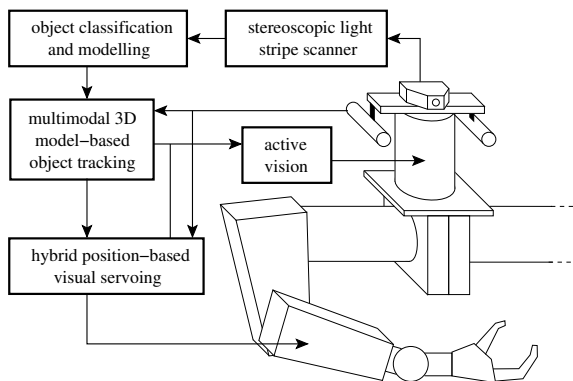 object classification
and modelling
stereoscopic light
stripe scanner
multimodal 3D
model−based
object tracking
active
vision
hybrid position−based
visual servoing